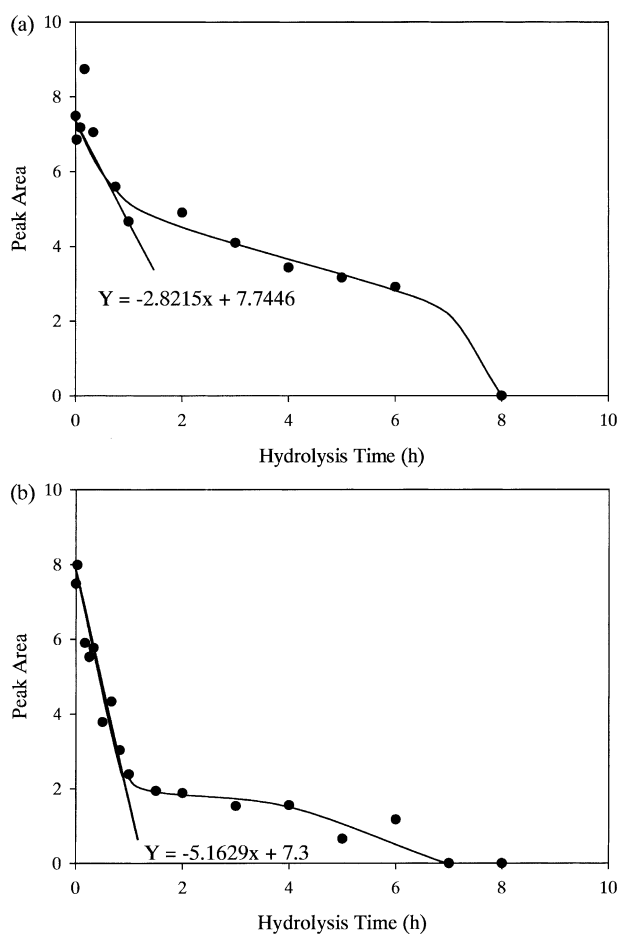 (a)
10
8
6
4
2
0
Peak Area
Y = -2.8215x + 7.7446
0 2 4 6 8 10
Hydrolysis Time (h)
(b)
10
8
6
4
2
0
Peak Area
Y = -5.1629x + 7.3
0 2 4 6 8 10
Hydrolysis Time (h)